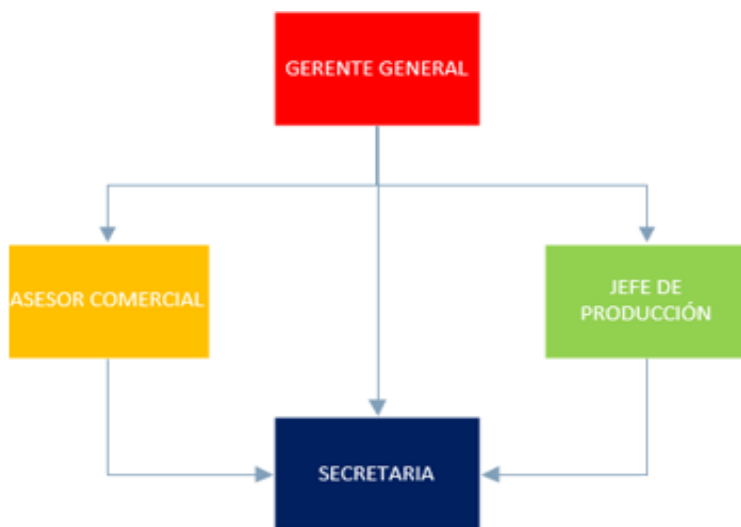 GERENTE GENERAL
ASESOR COMERCIAL
JEFE DE
PRODUCCIÓN
SECRETARIA